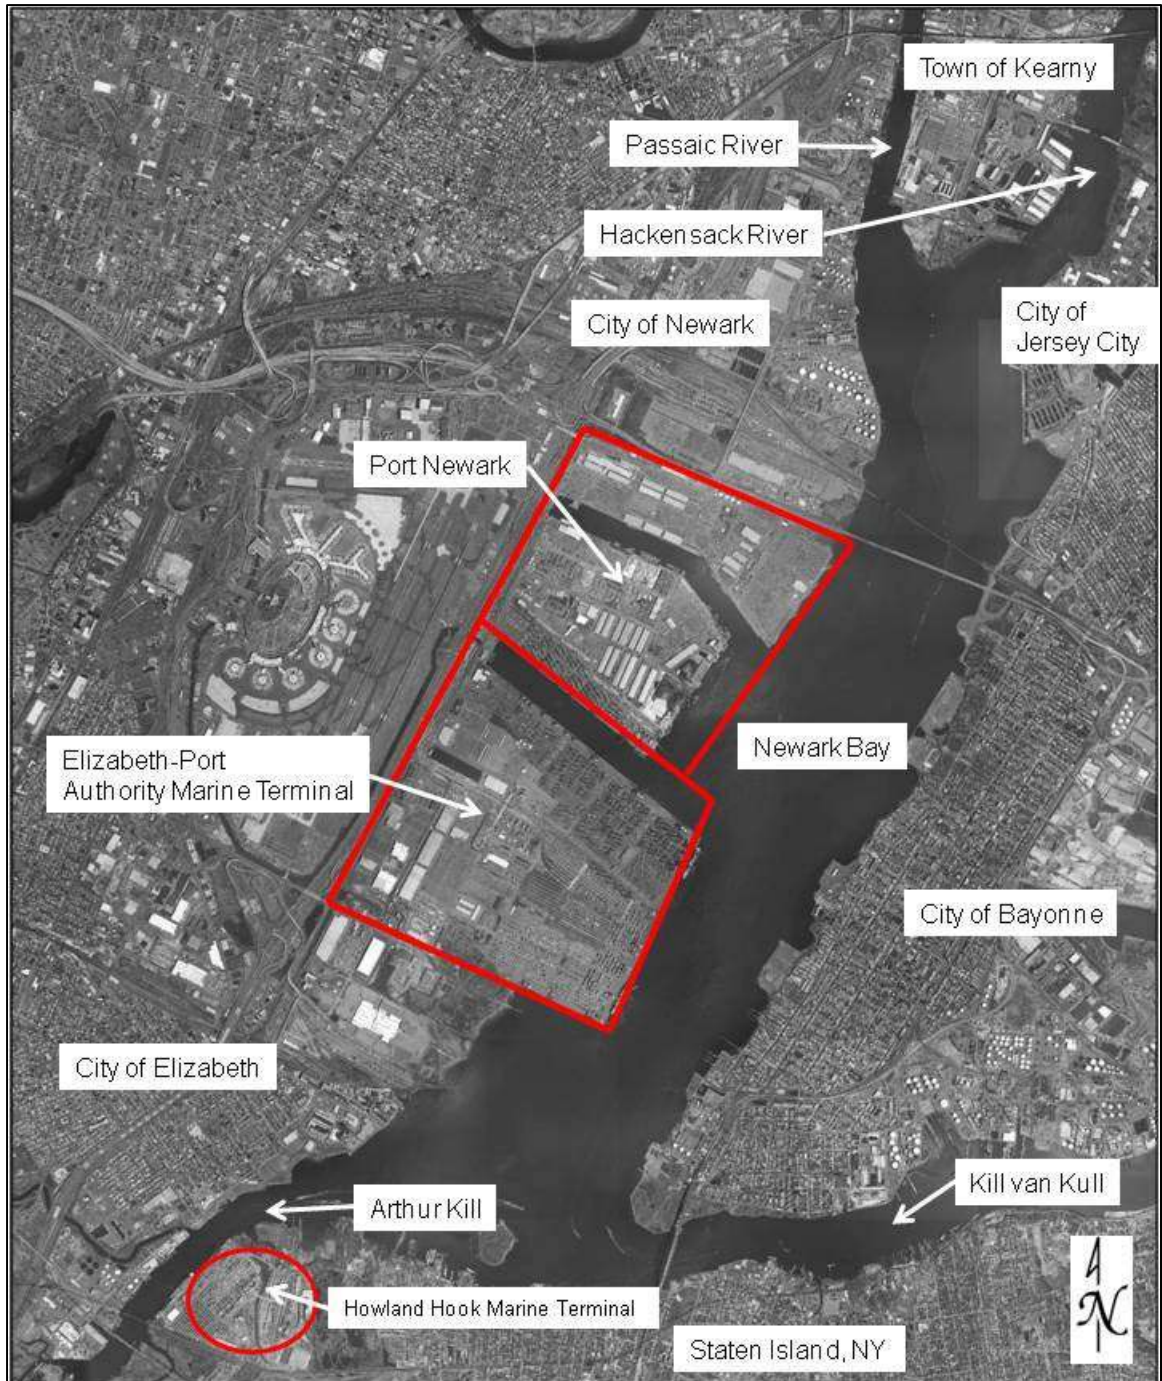 Town of Kearny
Passaic River
Hackensack River
City of Newark
City of
Jersey City
Port Newark
Newark Bay
Elizabeth-Port
Authority Marine Terminal
City of Bayonne
City of Elizabeth
Kill van Kull
Arthur Kill
Howland Hook Marine Terminal
Staten Island, NY
N